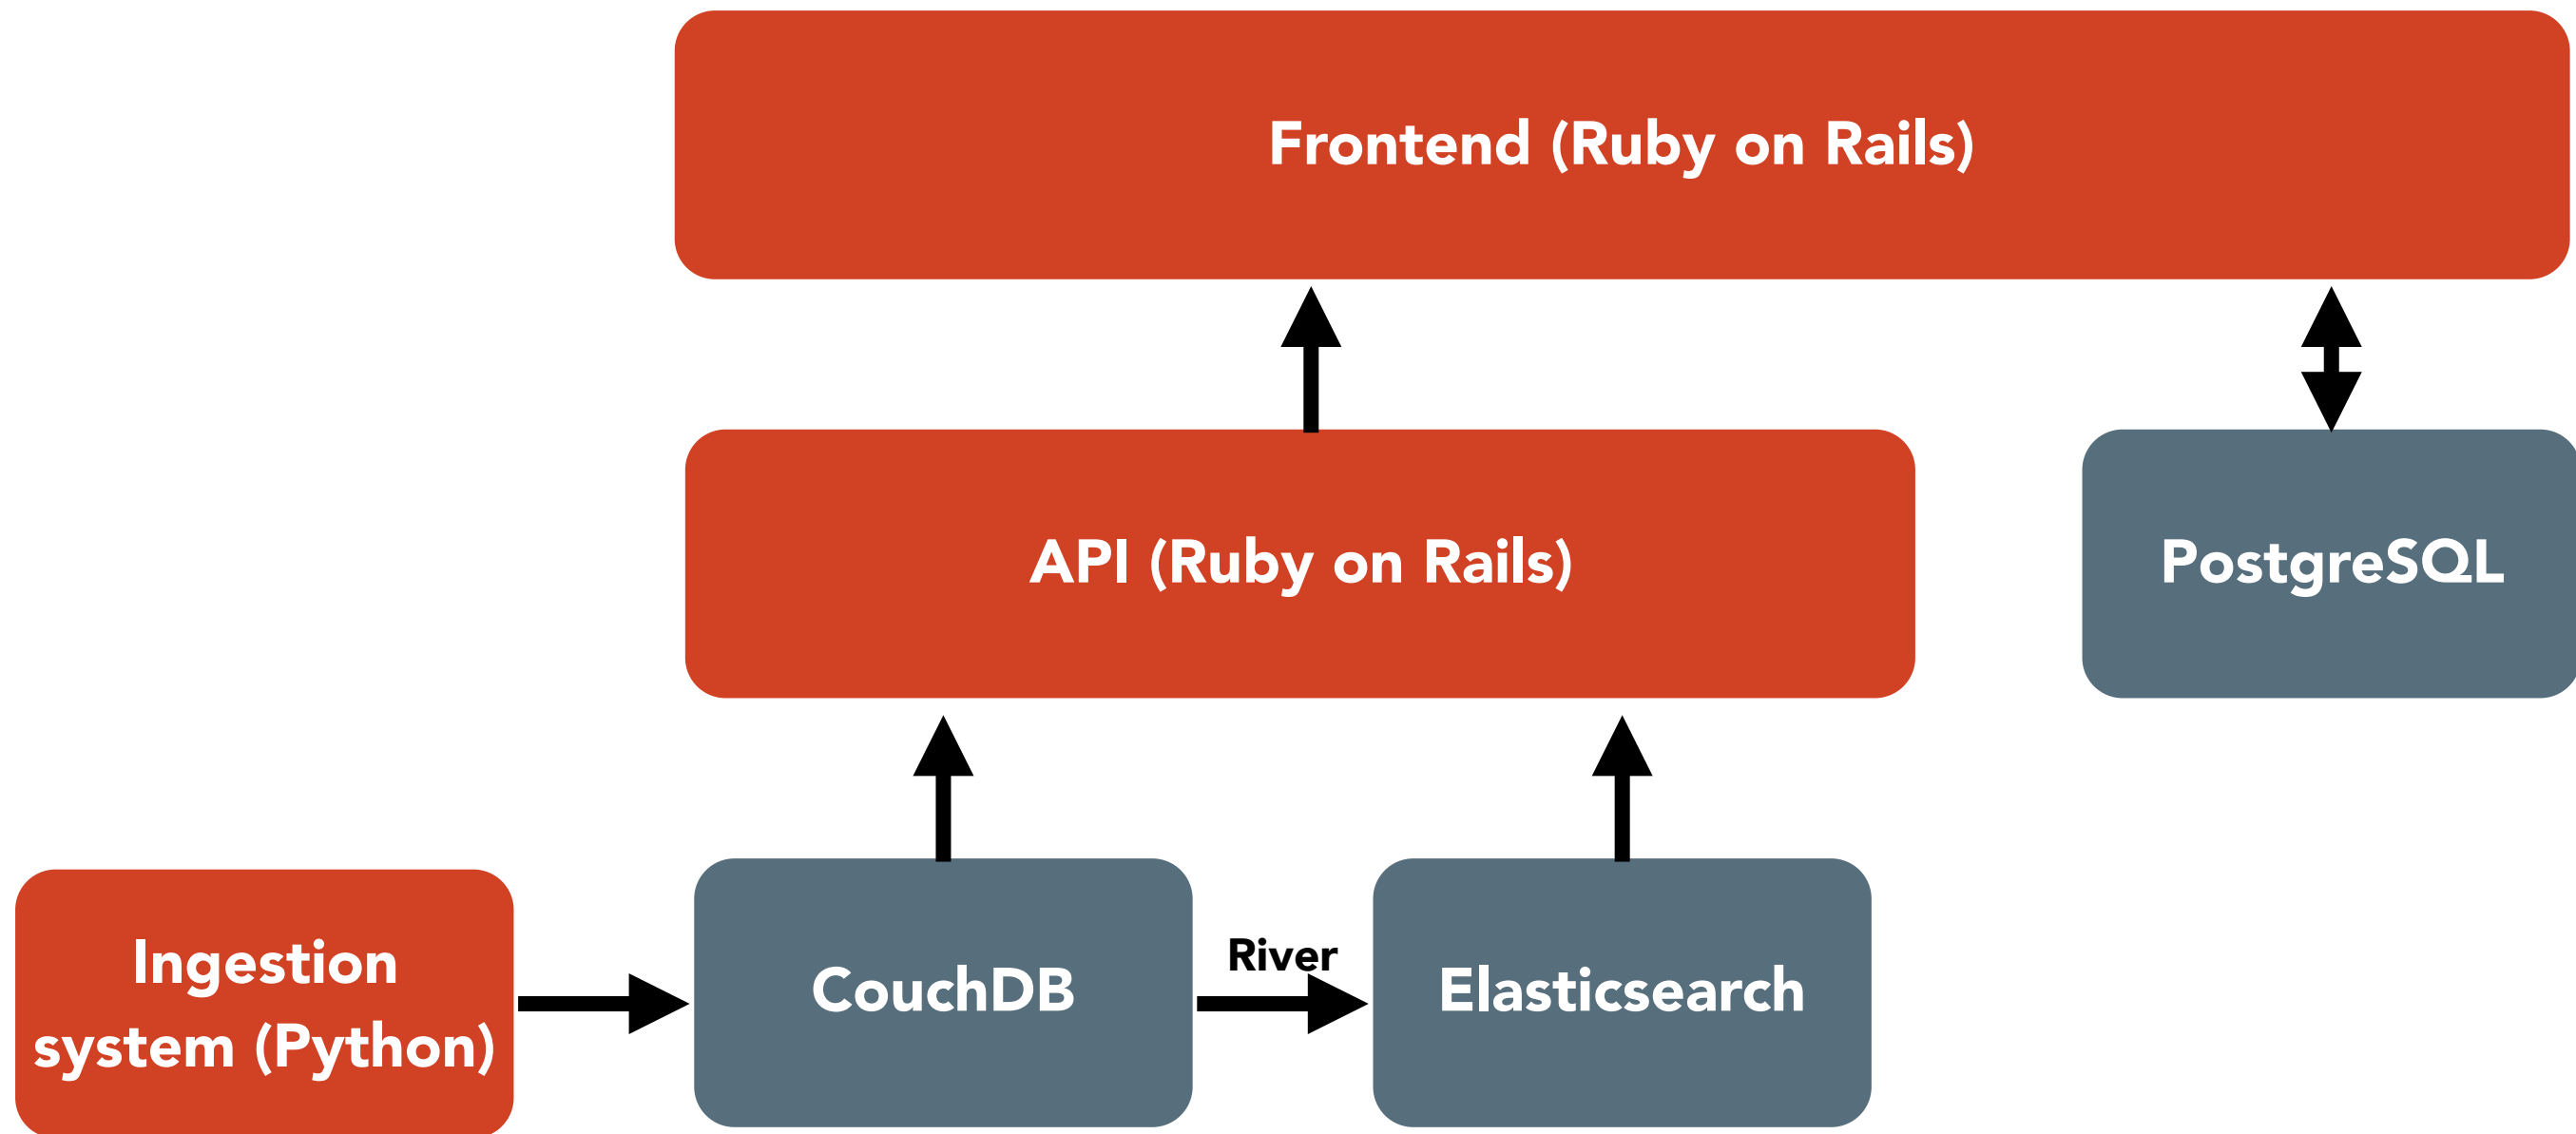 Frontend (Ruby on Rails)
API (Ruby on Rails)
PostgreSQL
Ingestion
system (Python)
CouchDB
River
Elasticsearch